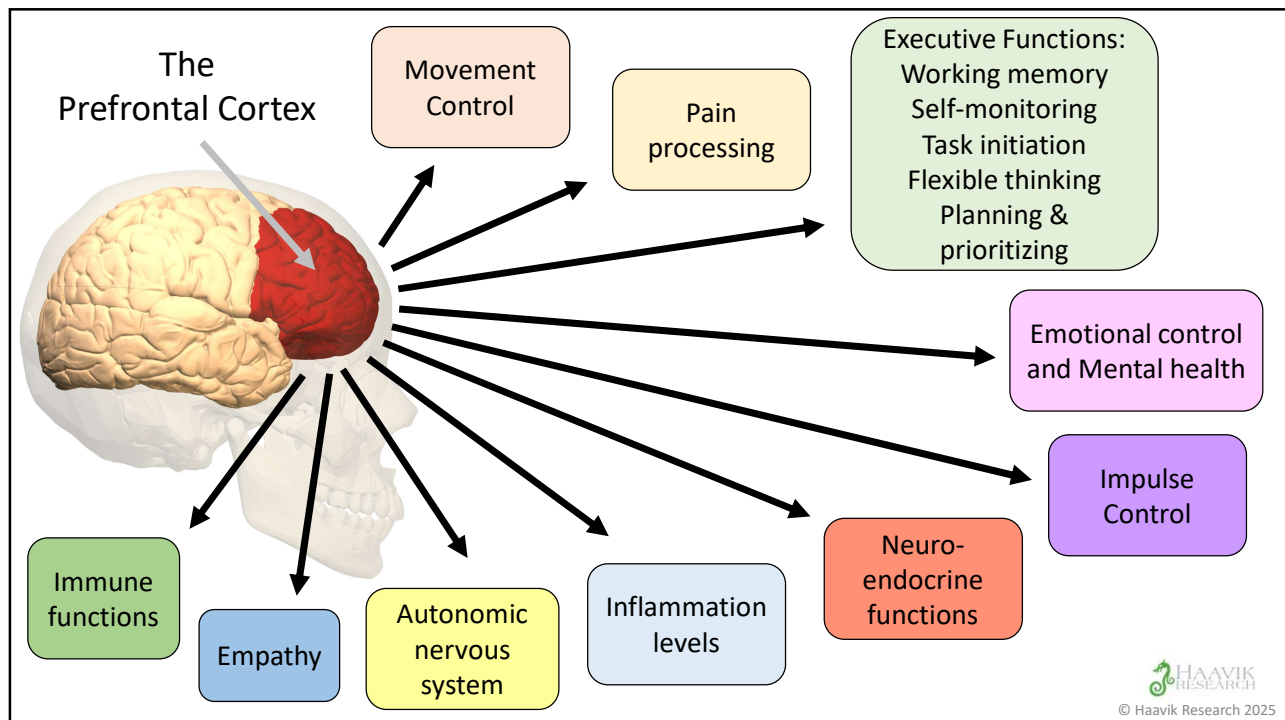 The
Prefrontal Cortex
Movement
Control
Pain
processing
Executive Functions:
Working memory
Self-monitoring
Task initiation
Flexible thinking
Planning &
prioritizing
Emotional control
and Mental health
Impulse
Control
Neuro-
endocrine
functions
Inflammation
levels
Autonomic
nervous
system
Empathy
Immune
functions
HAAVIK
RESEARCH
© Haavik Research 2025